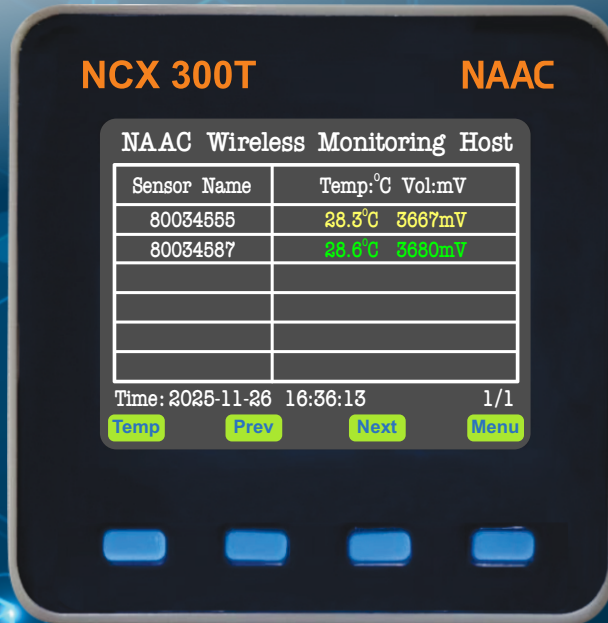 NCX 300T NAAC
NAAC Wireless Monitoring Host
Sensor Name Temp:°C Vol:mV
80034555 28.3°C 3667mV
80034587 28.6°C 3680mV
Time: 2025-11-26 16:36:13 1/1
Temp Prev Next Menu